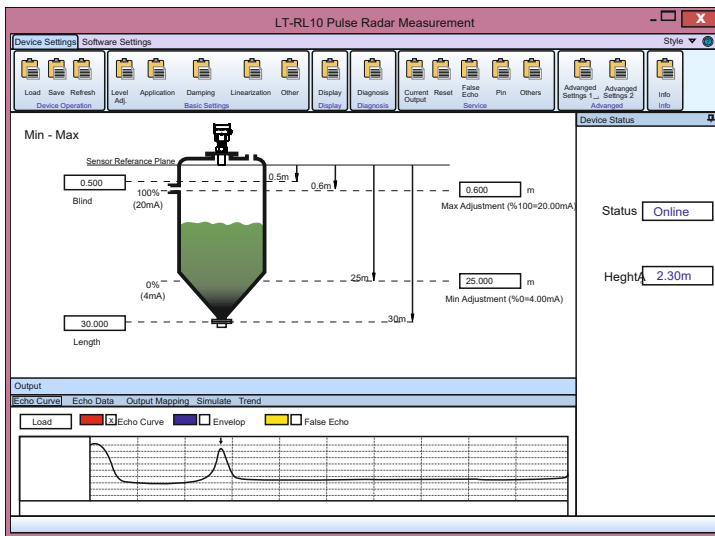 LT-RL10 Pulse Radar Measurement
X
Device Settings Software Settings Style
Load Save Refresh Level Adj. Application Damping Linearization Other Display Diagnosis Current Output Reset False Echo Pin Others Advanced Settngs 1 Advanced Settngs 2 Info
Device Operation Basic Settings Display Diagnosis Service Advanced Info
Device Status
Min - Max
Sensor Referance Plane
0.5m
0.500
Blind
100%
(20mA)
0.6m
0.600 m
Max Adjustment (%100=20.00mA)
Status Online
HeghtA 2.30m
0%
(4mA)
25m
25.000 m
Min Adjustment (%0=4.00mA)
30.000
Length
30m
Output
Echo Curve Echo Data Output Mapping Simulate Trend
Load X Echo Curve Envelop False Echo